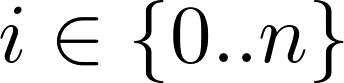 i ∈ {0..n}